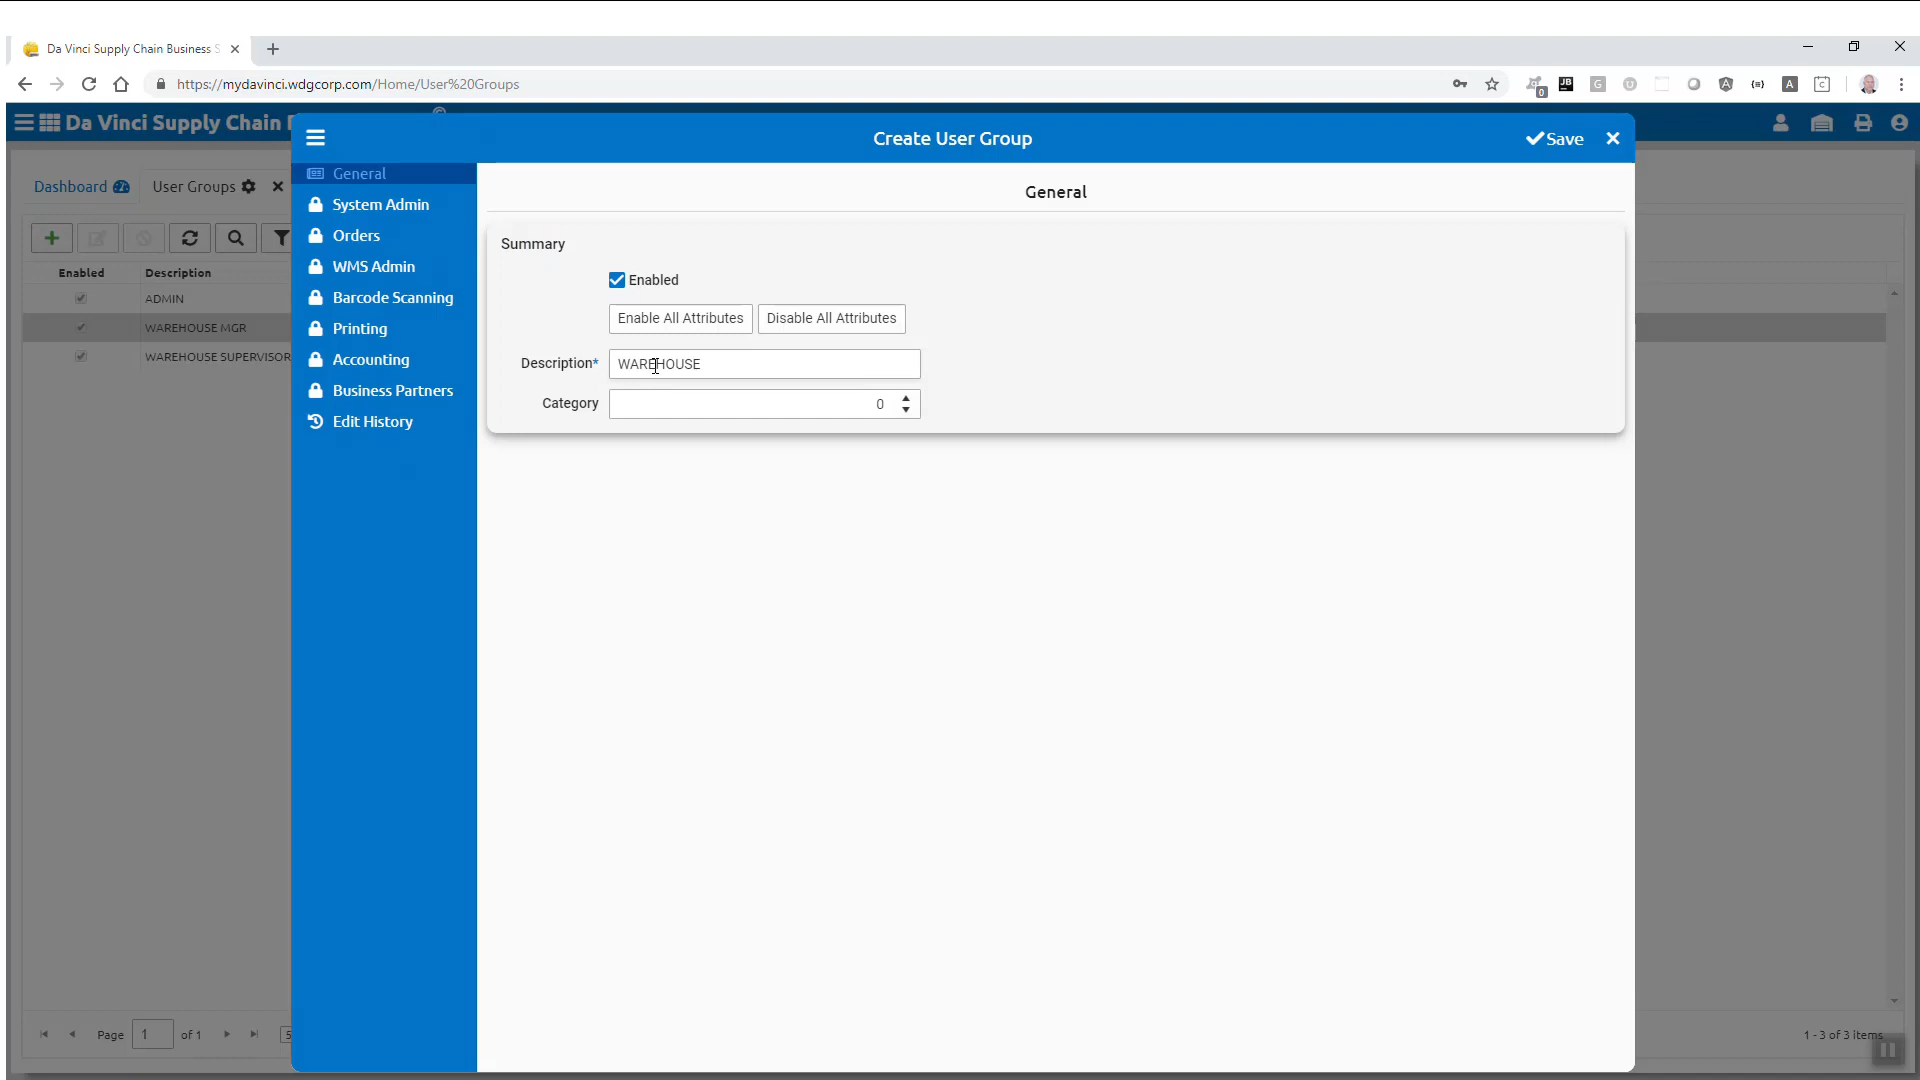 Da Vinci Supply Chain Business S
https://mydavinci.wdgcorp.com/Home/User%20Groups
0
JB
G
A
C
Da Vinci Supply Chain
Create User Group
Save
Dashboard
User Groups
General
System Admin
Orders
WMS Admin
Barcode Scanning
Printing
Accounting
Business Partners
Edit History
Enabled Description
ADMIN
WAREHOUSE MGR
WAREHOUSE SUPERVISOR
General
Summary
Enabled
Enable All Attributes Disable All Attributes
Description* WAREHOUSE
Category 0
Page 1 of 1 5
1 - 3 of 3 items